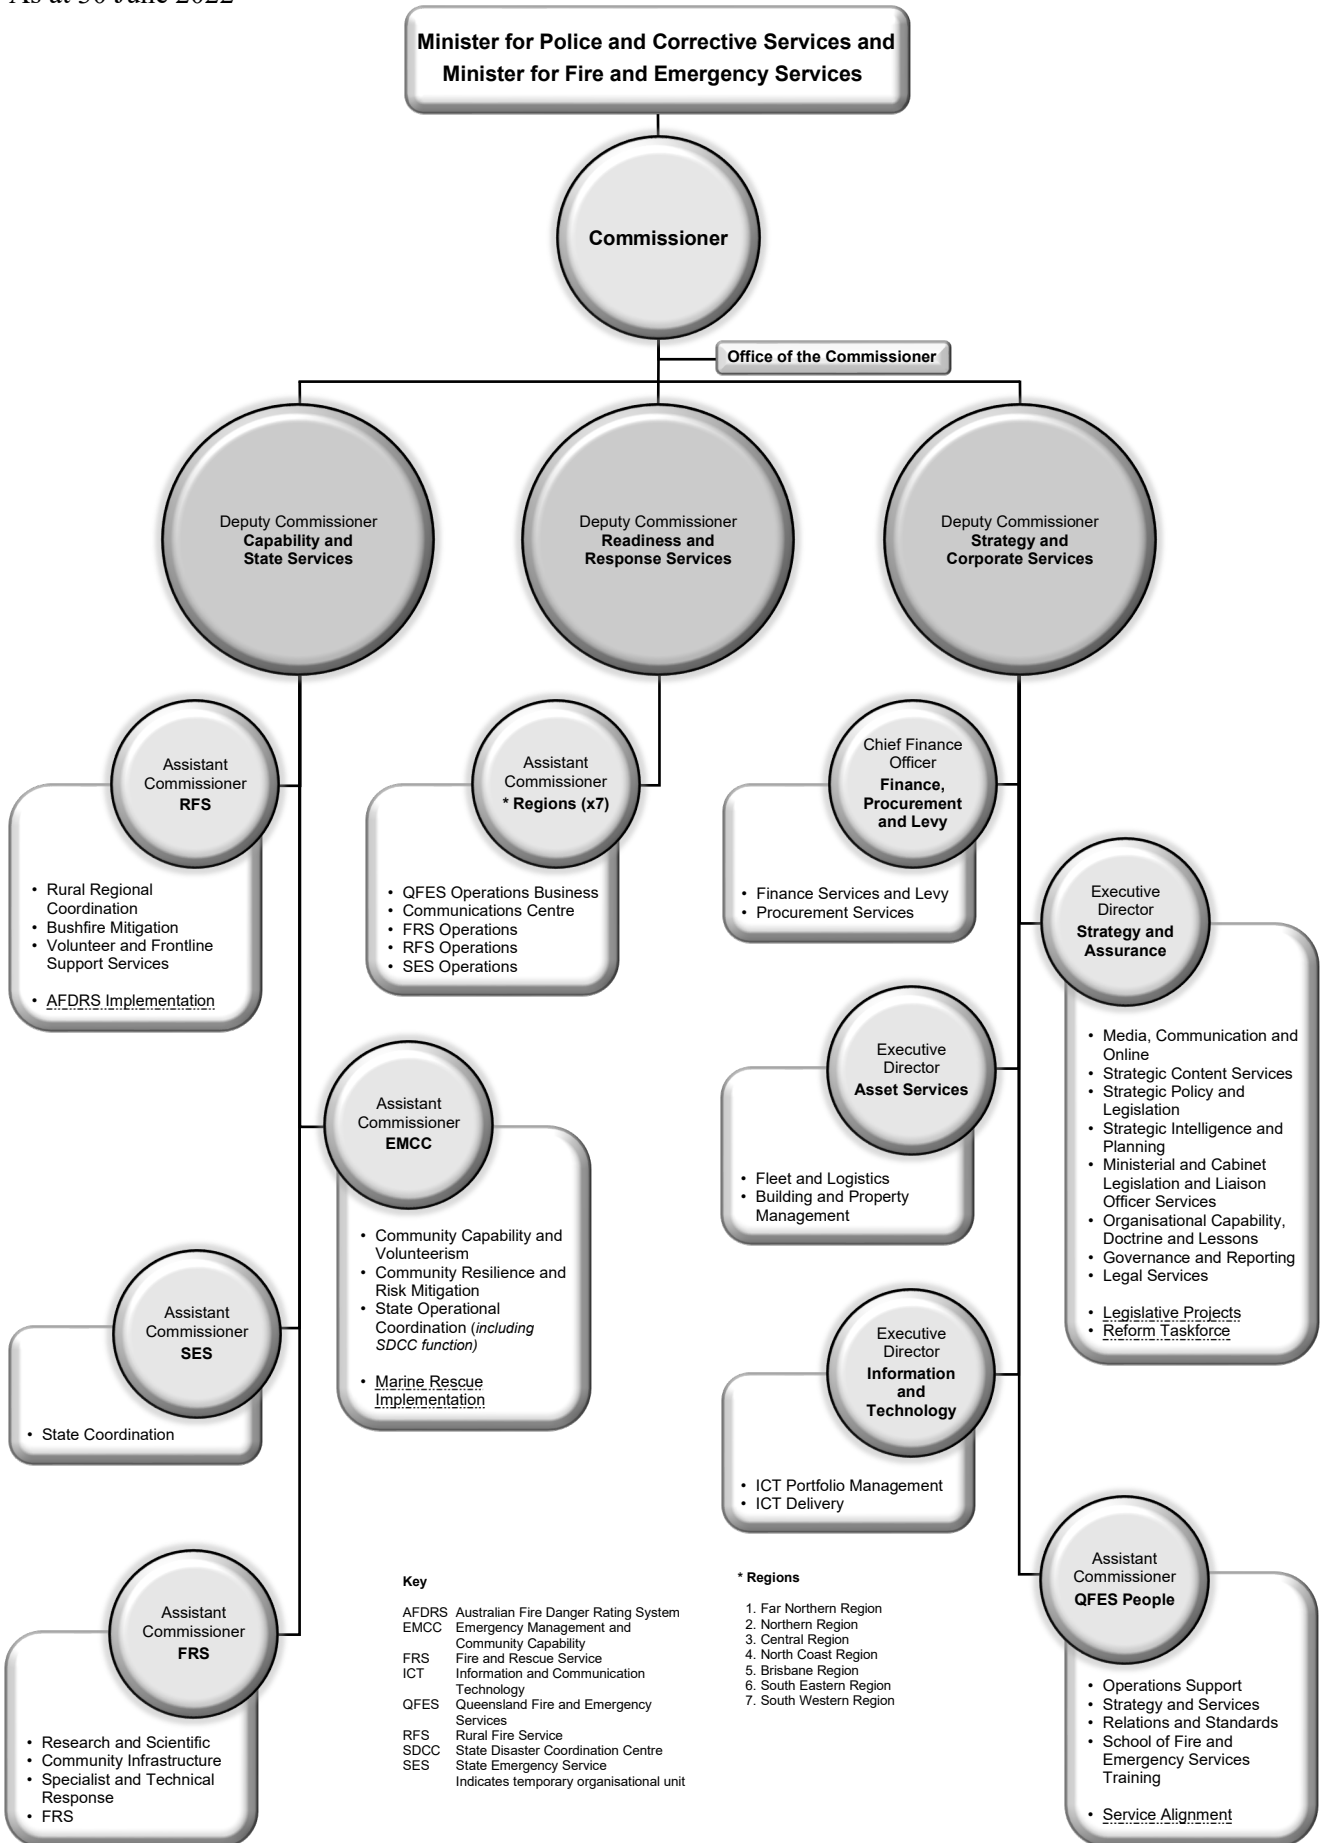 As at 30 June 2022
Minister for Police and Corrective Services and
Minister for Fire and Emergency Services
Commissioner
Office of the Commissioner
Deputy Commissioner
Capability and
State Services
Deputy Commissioner
Readiness and
Response Services
Deputy Commissioner
Strategy and
Corporate Services
Assistant
Commissioner
RFS
• Rural Regional
Coordination
• Bushfire Mitigation
• Volunteer and Frontline
Support Services
• AFDRS Implementation
Assistant
Commissioner
* Regions (x7)
• QFES Operations Business
• Communications Centre
• FRS Operations
• RFS Operations
• SES Operations
Chief Finance
Officer
Finance,
Procurement
and Levy
• Finance Services and Levy
• Procurement Services
Executive
Director
Strategy and
Assurance
• Media, Communication and
Online
• Strategic Content Services
• Strategic Policy and
Legislation
• Strategic Intelligence and
Planning
• Ministerial and Cabinet
Legislation and Liaison
Officer Services
• Organisational Capability,
Doctrine and Lessons
• Governance and Reporting
• Legal Services
• Legislative Projects
• Reform Taskforce
Executive
Director
Asset Services
• Fleet and Logistics
• Building and Property
Management
Assistant
Commissioner
EMCC
• Community Capability and
Volunteerism
• Community Resilience and
Risk Mitigation
• State Operational
Coordination (including
SDCC function)
• Marine Rescue
Implementation
Assistant
Commissioner
SES
• State Coordination
Executive
Director
Information
and
Technology
• ICT Portfolio Management
• ICT Delivery
Assistant
Commissioner
FRS
• Research and Scientific
• Community Infrastructure
• Specialist and Technical
Response
• FRS
Key
AFDRS Australian Fire Danger Rating System
EMCC Emergency Management and
Community Capability
FRS Fire and Rescue Service
ICT Information and Communication
Technology
QFES Queensland Fire and Emergency
Services
RFS Rural Fire Service
SDCC State Disaster Coordination Centre
SES State Emergency Service
Indicates temporary organisational unit
* Regions
1. Far Northern Region
2. Northern Region
3. Central Region
4. North Coast Region
5. Brisbane Region
6. South Eastern Region
7. South Western Region
Assistant
Commissioner
QFES People
• Operations Support
• Strategy and Services
• Relations and Standards
• School of Fire and
Emergency Services
Training
• Service Alignment